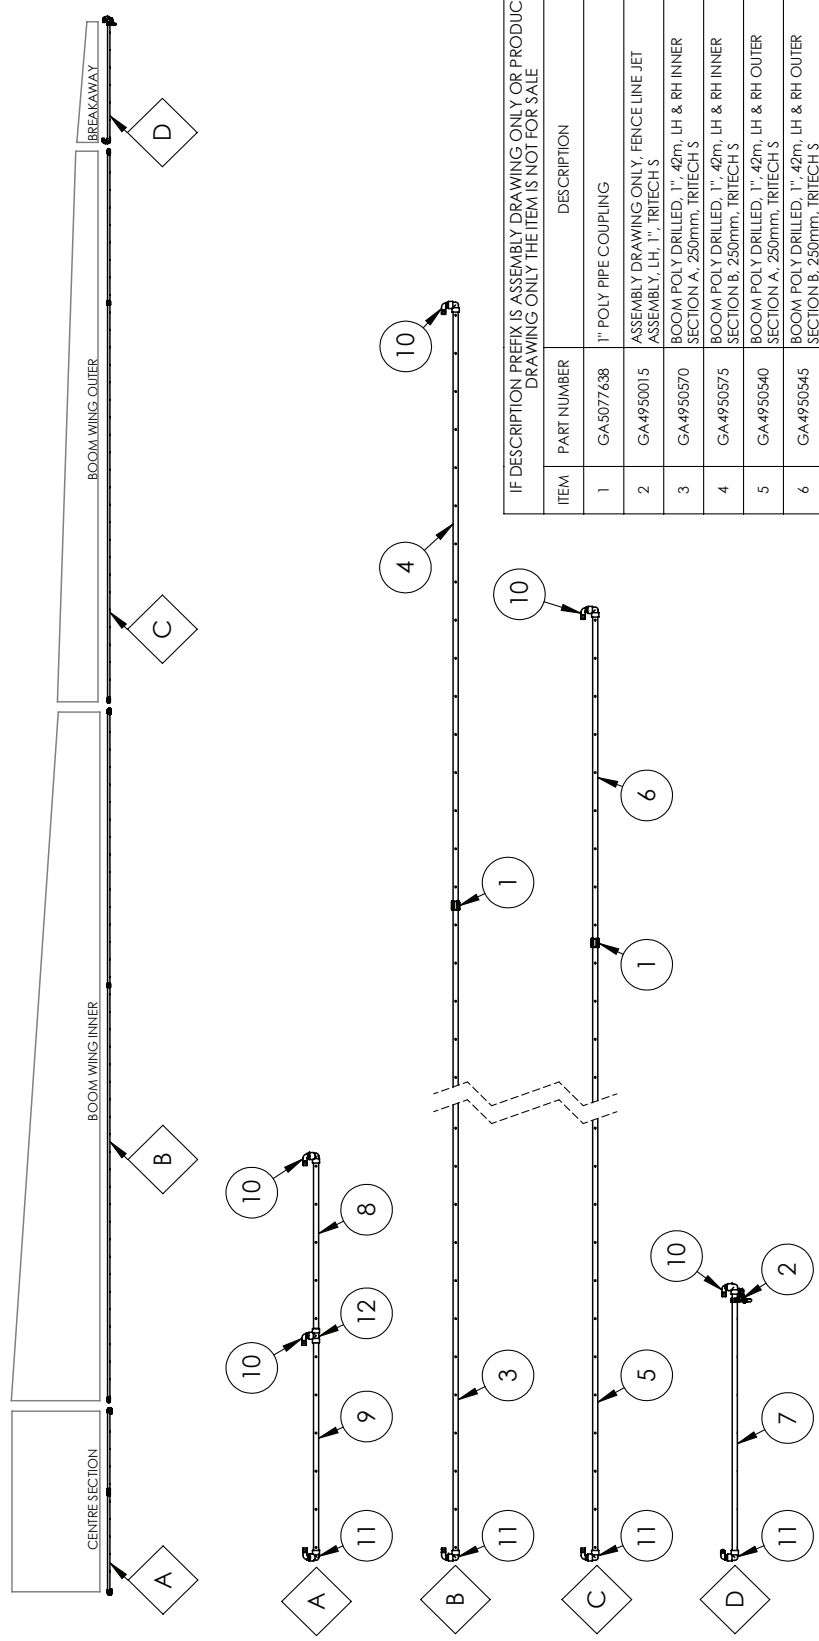 CENTRE SECTION
BOOM WING INNER
BOOM WING OUTER
BREAKAWAY
A
B
C
D
A
11
9
10
12
8
10
B
11
3
1
4
10
C
11
5
1
6
10
D
11
7
10
2
IF DESCRIPTION PREFIX IS ASSEMBLY DRAWING ONLY OR PRODUC
DRAWING ONLY THE ITEM IS NOT FOR SALE
ITEM PART NUMBER DESCRIPTION
1 GA5077638 1" POLY PIPE COUPLING
2 GA4950015 ASSEMBLY DRAWING ONLY, FENCE LINE JET
ASSEMBLY, LH, 1", TRITECH S
3 GA4950570 BOOM POLY DRILLED, 1", 42m, LH & RH INNER
SECTION A, 250mm, TRITECH S
4 GA4950575 BOOM POLY DRILLED, 1", 42m, LH & RH INNER
SECTION B, 250mm, TRITECH S
5 GA4950540 BOOM POLY DRILLED, 1", 42m, LH & RH OUTER
SECTION A, 250mm, TRITECH S
6 GA4950545 BOOM POLY DRILLED, 1", 42m, LH & RH OUTER
SECTION B, 250mm, TRITECH S